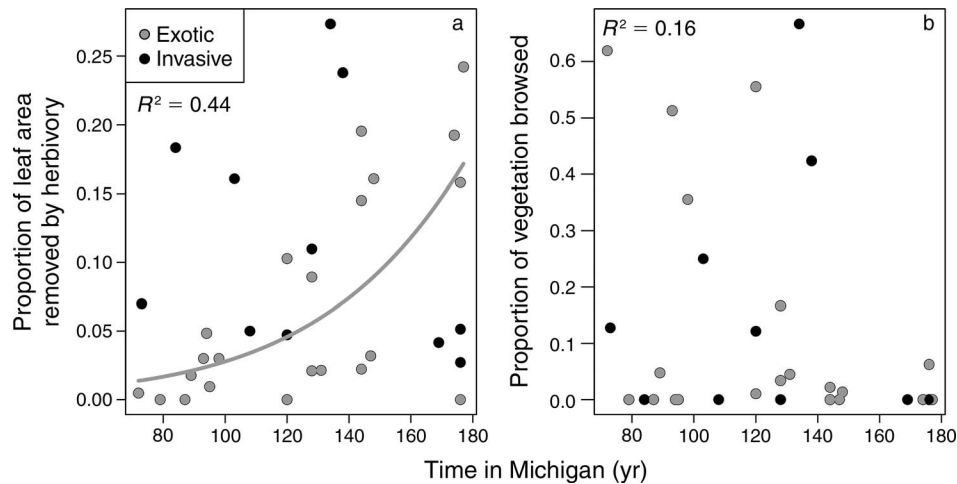 a
Exotic
Invasive
R² = 0.44
Proportion of leaf area
removed by herbivory
0.25
0.20
0.15
0.10
0.05
0.00
80 100 120 140 160 180
b
R² = 0.16
Proportion of vegetation browsed
0.6
0.5
0.4
0.3
0.2
0.1
0.0
80 100 120 140 160 180
Time in Michigan (yr)